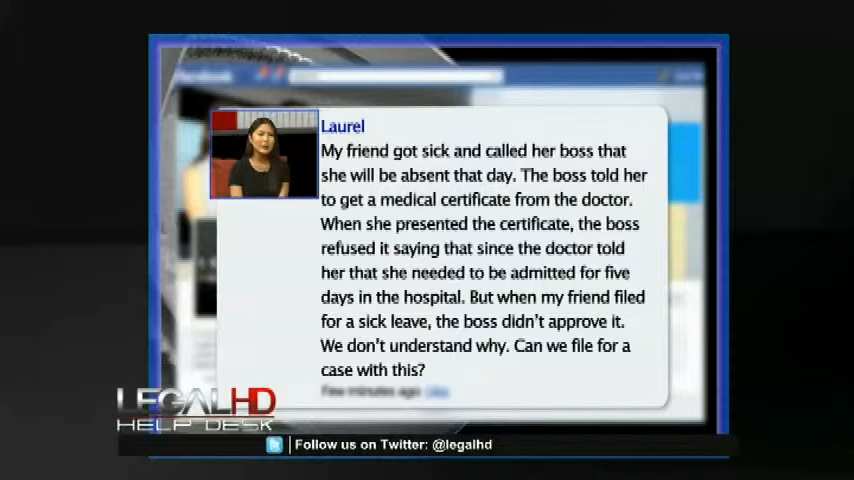 Laurel
My friend got sick and called her boss that
she will be absent that day. The boss told her
to get a medical certificate from the doctor.
When she presented the certificate, the boss
refused it saying that since the doctor told
her that she needed to be admitted for five
days in the hospital. But when my friend filed
for a sick leave, the boss didn't approve it.
We don't understand why. Can we file for a
case with this?
Few minutes ago Like
LEGALHD
HELP DESK
Follow us on Twitter: @legalhd